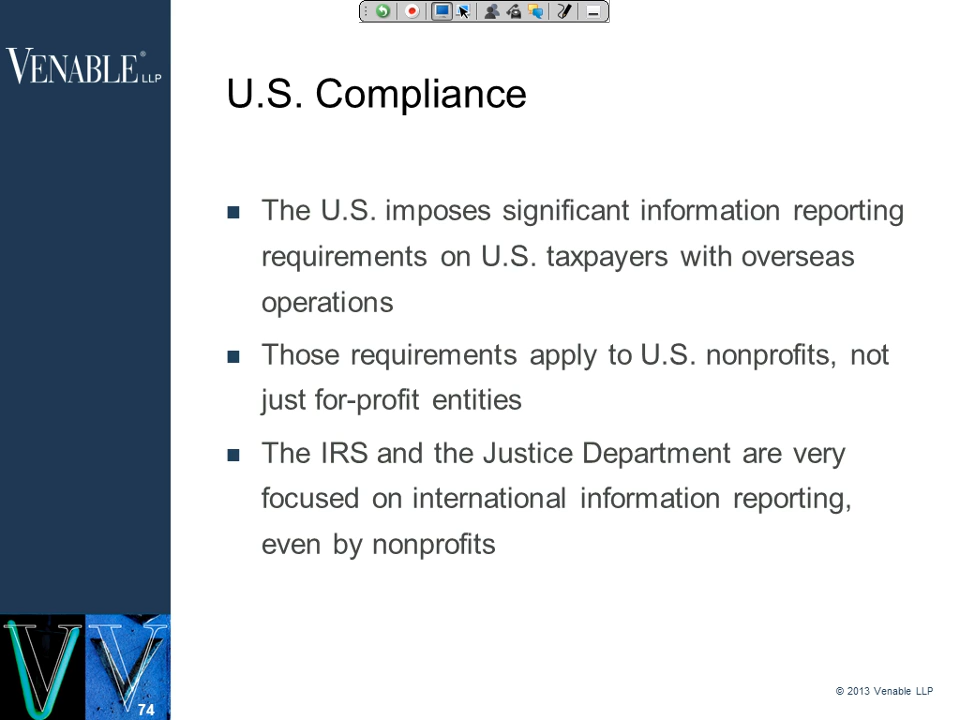 VENABLE® LLP
U.S. Compliance
The U.S. imposes significant information reporting
requirements on U.S. taxpayers with overseas
operations
Those requirements apply to U.S. nonprofits, not
just for-profit entities
The IRS and the Justice Department are very
focused on international information reporting,
even by nonprofits
74
© 2013 Venable LLP